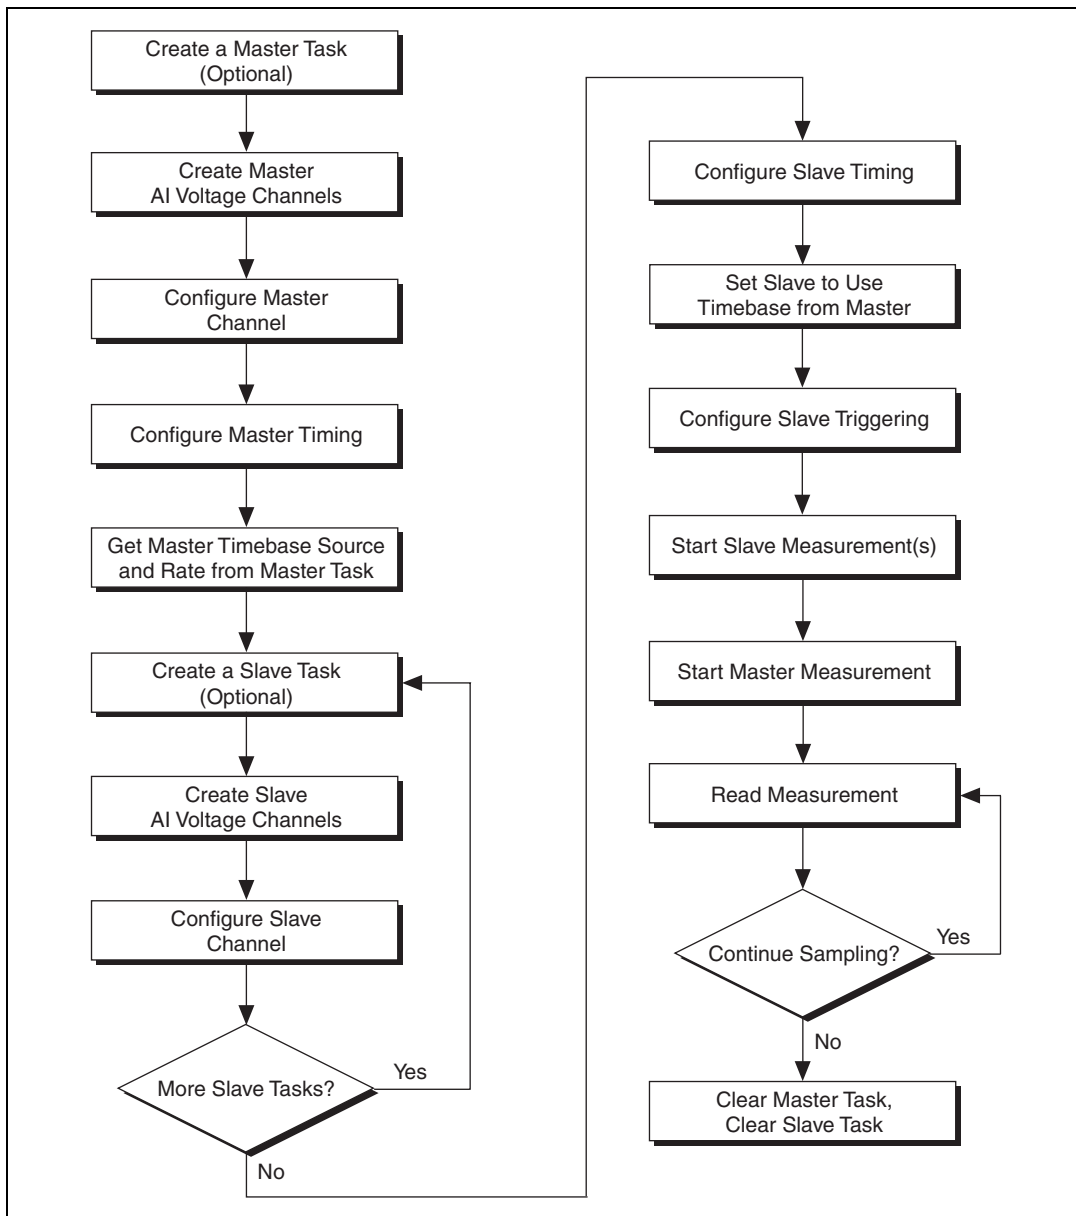 Create a Master Task
(Optional)
Create Master
AI Voltage Channels
Configure Master
Channel
Configure Master Timing
Get Master Timebase Source
and Rate from Master Task
Create a Slave Task
(Optional)
Create Slave
AI Voltage Channels
Configure Slave
Channel
More Slave Tasks?
Yes
No
Configure Slave Timing
Set Slave to Use
Timebase from Master
Configure Slave Triggering
Start Slave Measurement(s)
Start Master Measurement
Read Measurement
Continue Sampling?
Yes
No
Clear Master Task,
Clear Slave Task